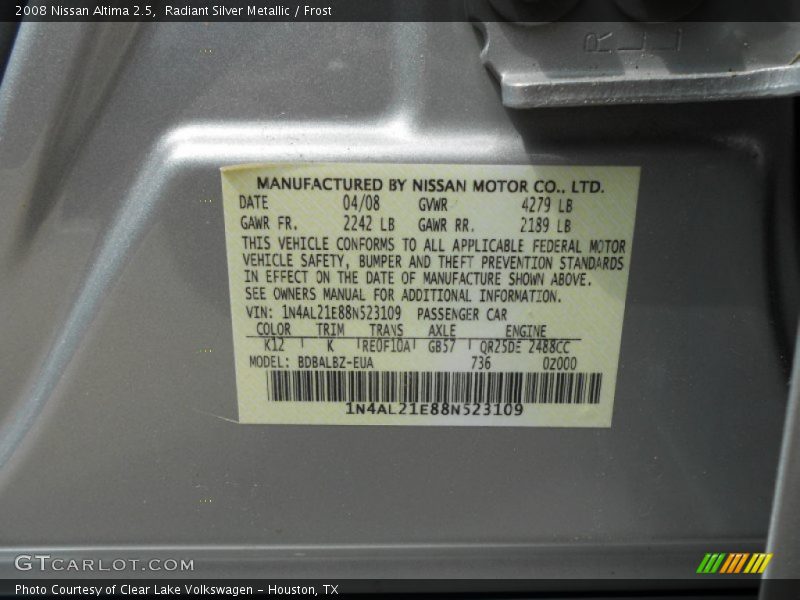 2008 Nissan Altima 2.5, Radiant Silver Metallic / Frost
MANUFACTURED BY NISSAN MOTOR CO., LTD.
DATE 04/08 GVWR 4279 LB
GAWR FR. 2242 LB GAWR RR. 2189 LB
THIS VEHICLE CONFORMS TO ALL APPLICABLE FEDERAL MOTOR
VEHICLE SAFETY, BUMPER AND THEFT PREVENTION STANDARDS
IN EFFECT ON THE DATE OF MANUFACTURE SHOWN ABOVE.
SEE OWNERS MANUAL FOR ADDITIONAL INFORMATION.
VIN: 1N4AL21E88N523109 PASSENGER CAR
COLOR TRIM TRANS AXLE ENGINE
K12 K RE0F10A GB57 QR25DE 2488CC
MODEL: BDBALBZ-EUA 736 02000
1N4AL21E88N523109
GTCARLOT.COM
Photo Courtesy of Clear Lake Volkswagen - Houston, TX